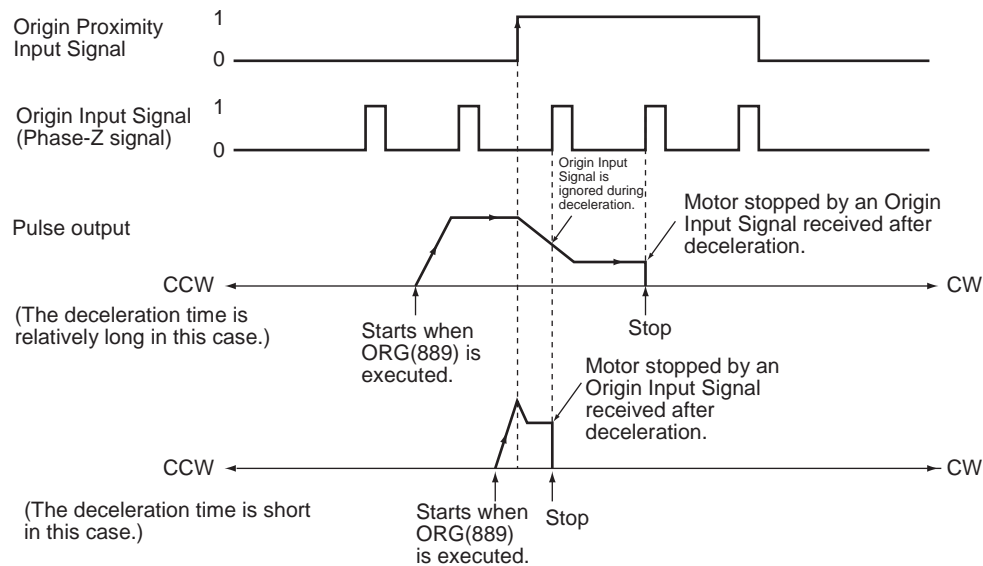 Origin Proximity
Input Signal
1
0
Origin Input Signal
(Phase-Z signal)
1
0
Origin Input
Signal is
ignored during
deceleration.
Pulse output
Motor stopped by an Origin
Input Signal received after
deceleration.
CCW
CW
(The deceleration time is
relatively long in this case.)
Starts when
ORG(889) is
executed.
Stop
Motor stopped by an
Origin Input Signal
received after
deceleration.
CCW
CW
(The deceleration time is short
in this case.)
Starts when
ORG(889)
is executed.
Stop